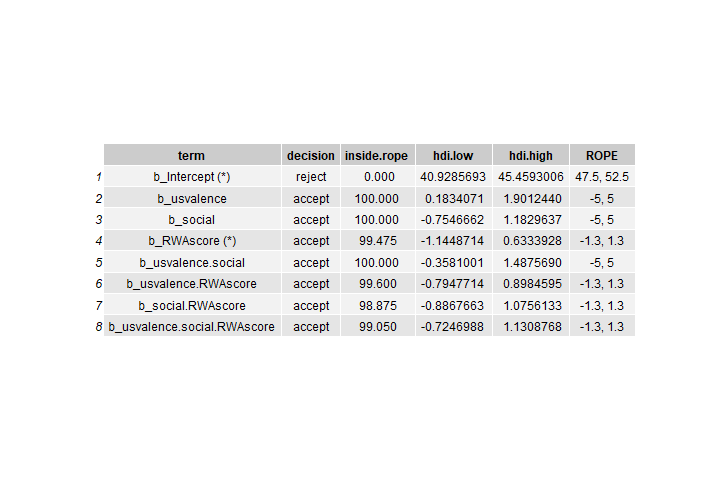 term decision inside.rope hdi.low hdi.high ROPE
1 b_Intercept (*) reject 0.000 40.9285693 45.4593006 47.5, 52.5
2 b_usvalence accept 100.000 0.1834071 1.9012440 -5, 5
3 b_social accept 100.000 -0.7546662 1.1829637 -5, 5
4 b_RWAscore (*) accept 99.475 -1.1448714 0.6333928 -1.3, 1.3
5 b_usvalence.social accept 100.000 -0.3581001 1.4875690 -5, 5
6 b_usvalence.RWAscore accept 99.600 -0.7947714 0.8984595 -1.3, 1.3
7 b_social.RWAscore accept 98.875 -0.8867663 1.0756133 -1.3, 1.3
8 b_usvalence.social.RWAscore accept 99.050 -0.7246988 1.1308768 -1.3, 1.3